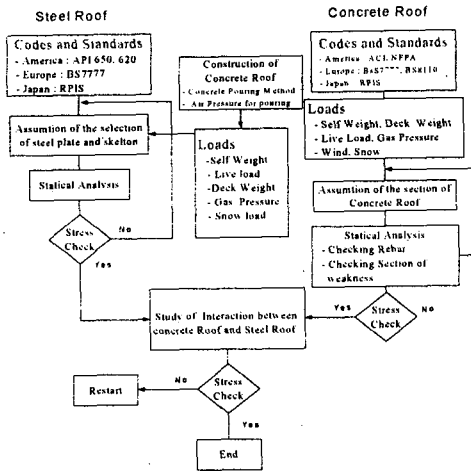 Steel Roof
Codes and Standards
- America : API 650. 620
- Europe : BS7777
- Japan : RPIS
Assumtion of the selection
of steel plate and skelton
Statical Analysis
Stress
Check
No
Yes
Construction of
Concrete Roof
- Concrete Pouring Method
- Air Pressure for pouring
Loads
- Self Weight
- Live load
- Deck Weight
- Gas Pressure
- Snow load
Concrete Roof
Codes and Standards
- America ACI. NFPA
- Europe : BS7777, BS8110
- Japan RPIS
Loads
- Self Weight, Deck Weight
- Live Load, Gas Pressure
- Wind, Snow
Assumtion of the section of
Concrete Roof
Statical Analysis
- Checking Rebar
- Checking Section of
weakness
Stress
Check
Yes
No
Study of Interaction between
concrete Roof and Steel Roof
Stress
Check
No
Restart
Yes
End